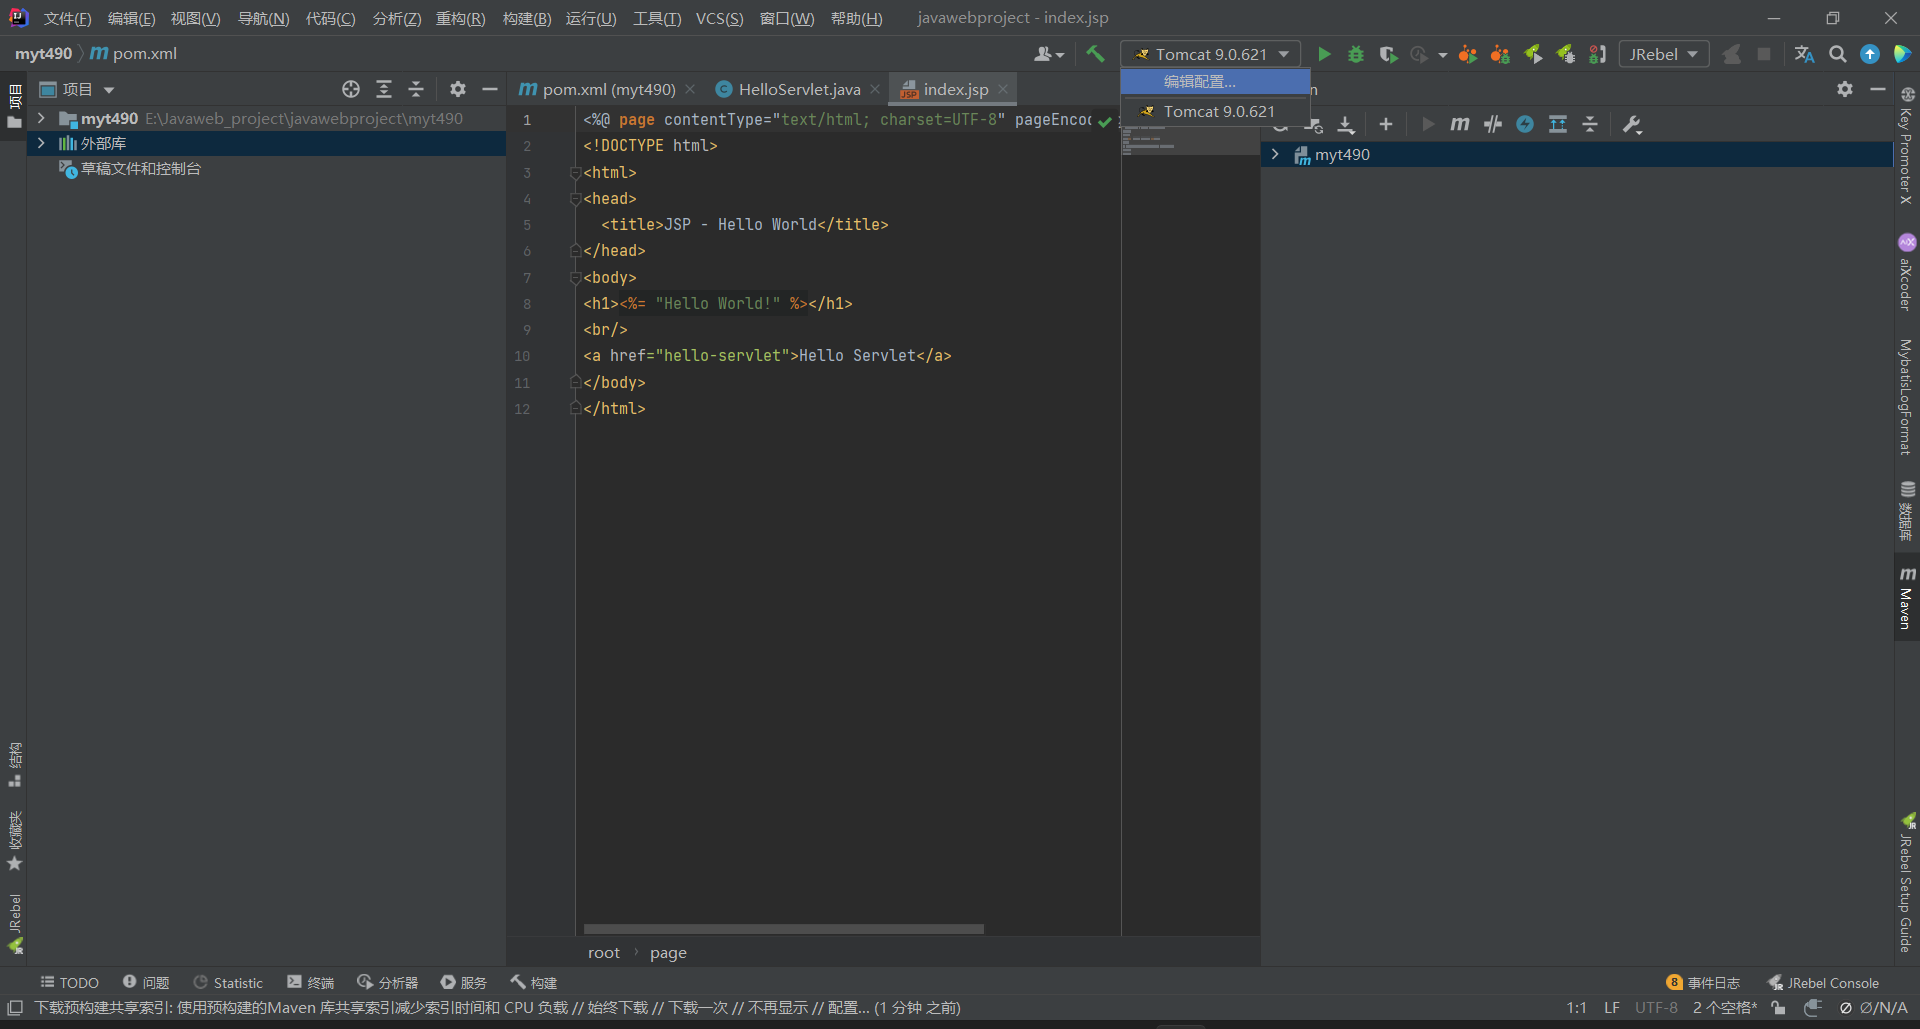 文件(F) 编辑(E) 视图(V) 导航(N) 代码(C) 分析(Z) 重构(R) 构建(B) 运行(U) 工具(T) VCS(S) 窗口(W) 帮助(H) javawebproject - index.jsp
myt490 pom.xml
Tomcat 9.0.621
JRebel
编辑配置...
Tomcat 9.0.621
项目
项目
myt490 E:\Javaweb_project\javawebproject\myt490
外部库
草稿文件和控制台
pom.xml (myt490)
HelloServlet.java
index.jsp
1 <%@ page contentType="text/html; charset=UTF-8" pageEncod
2 <!DOCTYPE html>
3 <html>
4 <head>
5 <title>JSP - Hello World</title>
6 </head>
7 <body>
8 <h1><%= "Hello World!" %></h1>
9 <br/>
10 <a href="hello-servlet">Hello Servlet</a>
11 </body>
12 </html>
root page
myt490
Key Promoter X
aiXcoder
MybatisLogFormat
数据库
Maven
JRebel Setup Guide
结构
收藏夹
JRebel
TODO 问题 Statistic 终端 分析器 服务 构建
8 事件日志 JRebel Console
下载预构建共享索引: 使用预构建的Maven 库共享索引减少索引时间和 CPU 负载 // 始终下载 // 下载一次 // 不再显示 // 配置... (1 分钟 之前)
1:1 LF UTF-8 2 个空格* ∅/N/A